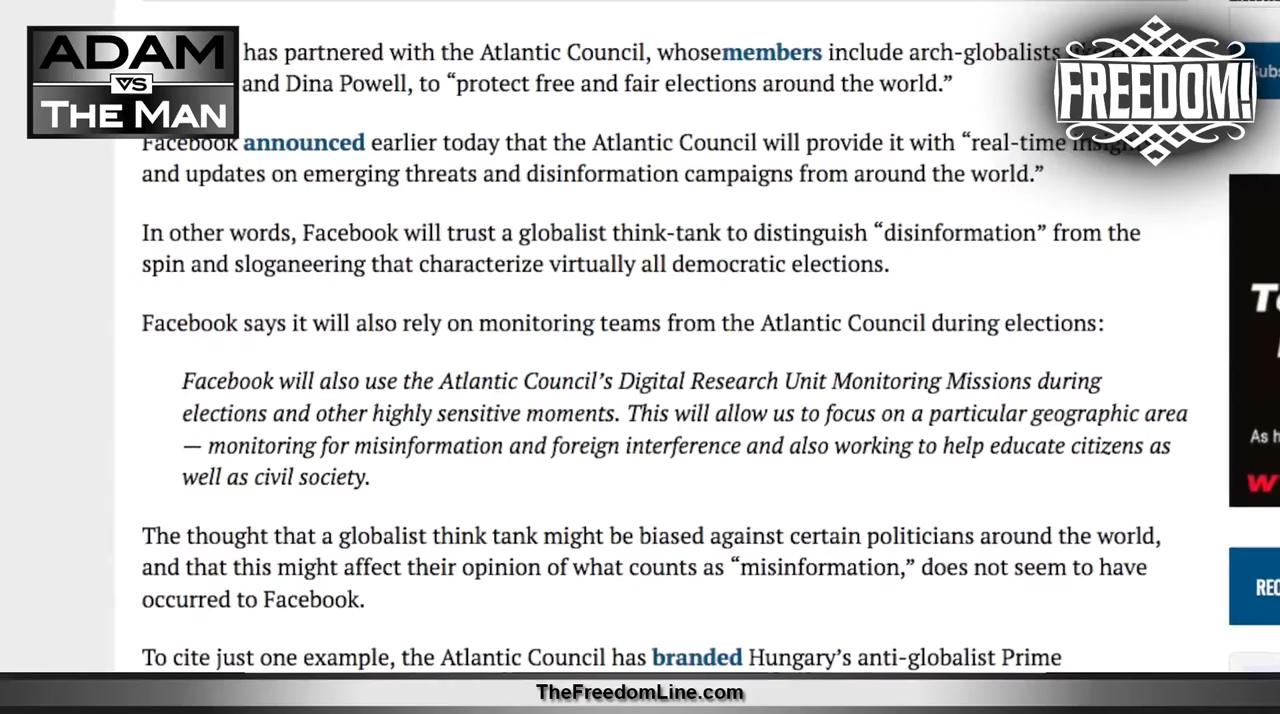 ADAM
VS
THE MAN
FREEDOM!
has partnered with the Atlantic Council, whosemembers include arch-globalists
and Dina Powell, to “protect free and fair elections around the world.”
Facebook announced earlier today that the Atlantic Council will provide it with “real-time insights
and updates on emerging threats and disinformation campaigns from around the world.”
In other words, Facebook will trust a globalist think-tank to distinguish “disinformation” from the
spin and sloganeering that characterize virtually all democratic elections.
Facebook says it will also rely on monitoring teams from the Atlantic Council during elections:
Facebook will also use the Atlantic Council’s Digital Research Unit Monitoring Missions during
elections and other highly sensitive moments. This will allow us to focus on a particular geographic area
— monitoring for misinformation and foreign interference and also working to help educate citizens as
well as civil society.
The thought that a globalist think tank might be biased against certain politicians around the world,
and that this might affect their opinion of what counts as “misinformation,” does not seem to have
occurred to Facebook.
To cite just one example, the Atlantic Council has branded Hungary’s anti-globalist Prime
As h
REC
TheFreedomLine.com